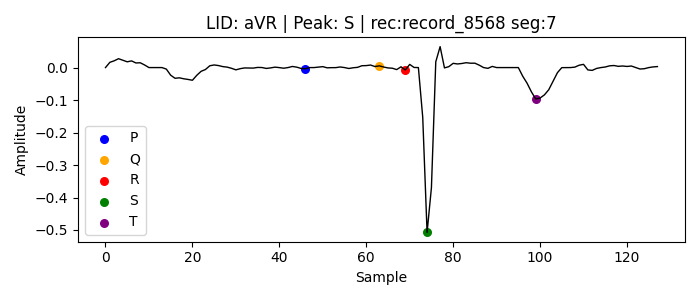 LID: aVR | Peak: S | rec:record_8568 seg:7
Amplitude
0.0
−0.1
−0.2
−0.3
−0.4
−0.5
P
Q
R
S
T
0 20 40 60 80 100 120
Sample